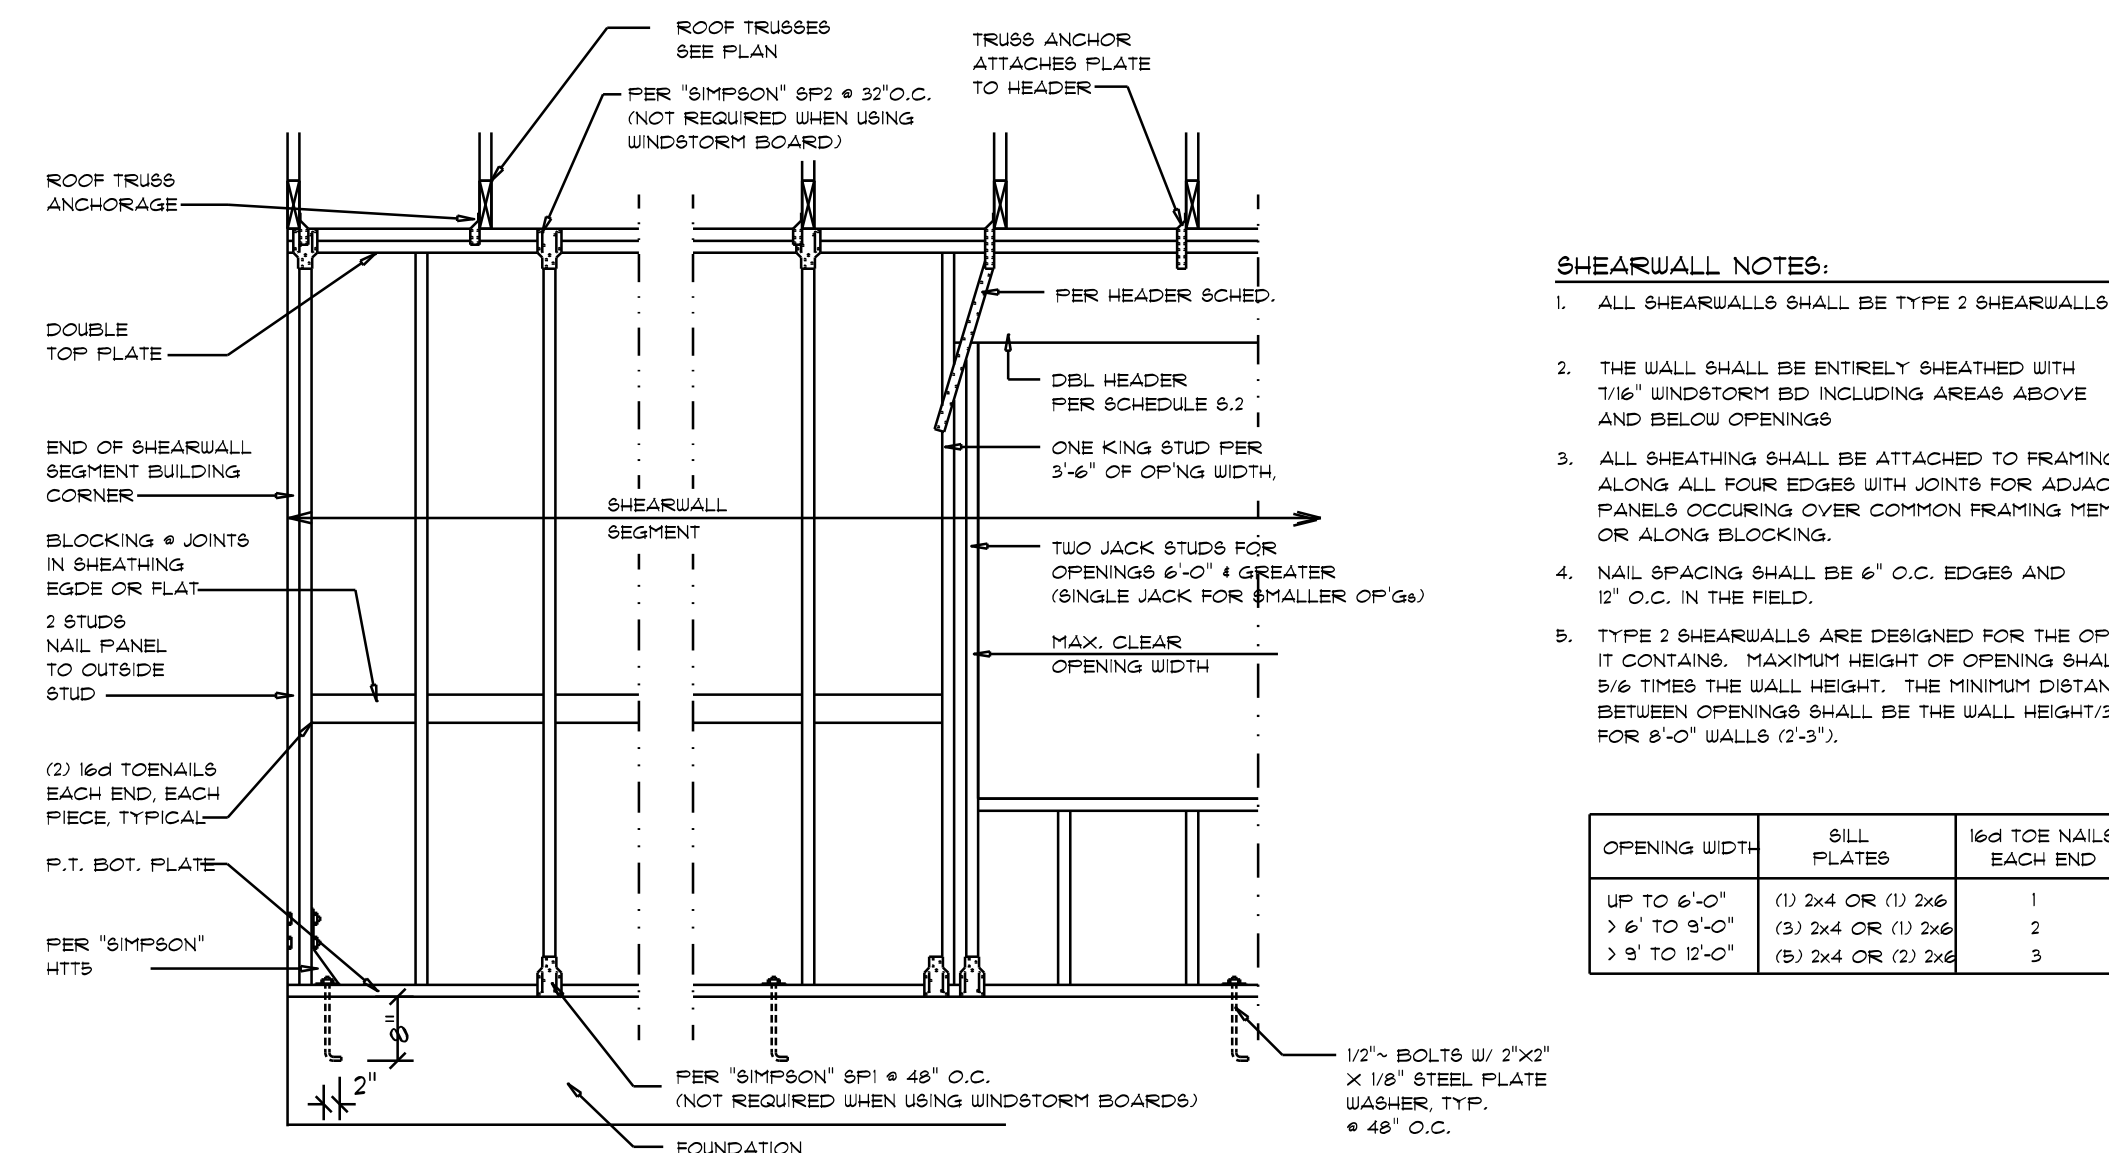 ROOF TRUSSES
SEE PLAN
TRUSS ANCHOR
ATTACHES PLATE
TO HEADER
PER "SIMPSON" SP2 @ 32"O.C.
(NOT REQUIRED WHEN USING
WINDSTORM BOARD)
ROOF TRUSS
ANCHORAGE
DOUBLE
TOP PLATE
END OF SHEARWALL
SEGMENT BUILDING
CORNER
BLOCKING @ JOINTS
IN SHEATHING
EGDE OR FLAT
2 STUDS
NAIL PANEL
TO OUTSIDE
STUD
(2) 16d TOENAILS
EACH END, EACH
PIECE, TYPICAL
P.T. BOT. PLATE
PER "SIMPSON"
HTT5
SHEARWALL
SEGMENT
PER HEADER SCHED.
DBL HEADER
PER SCHEDULE S.2
ONE KING STUD PER
3'-6" OF OP'NG WIDTH,
TWO JACK STUDS FOR
OPENINGS 6'-0" & GREATER
(SINGLE JACK FOR SMALLER OP'Gs)
MAX. CLEAR
OPENING WIDTH
8"
2"
PER "SIMPSON" SP1 @ 48" O.C.
(NOT REQUIRED WHEN USING WINDSTORM BOARDS)
FOUNDATION
1/2"~ BOLTS W/ 2"X2"
X 1/8" STEEL PLATE
WASHER, TYP.
@ 48" O.C.
SHEARWALL NOTES:
1. ALL SHEARWALLS SHALL BE TYPE 2 SHEARWALLS
2. THE WALL SHALL BE ENTIRELY SHEATHED WITH
7/16" WINDSTORM BD INCLUDING AREAS ABOVE
AND BELOW OPENINGS
3. ALL SHEATHING SHALL BE ATTACHED TO FRAMING
ALONG ALL FOUR EDGES WITH JOINTS FOR ADJAC
PANELS OCCURING OVER COMMON FRAMING MEM
OR ALONG BLOCKING.
4. NAIL SPACING SHALL BE 6" O.C. EDGES AND
12" O.C. IN THE FIELD.
5. TYPE 2 SHEARWALLS ARE DESIGNED FOR THE OP
IT CONTAINS. MAXIMUM HEIGHT OF OPENING SHAL
5/6 TIMES THE WALL HEIGHT. THE MINIMUM DISTAN
BETWEEN OPENINGS SHALL BE THE WALL HEIGHT/3
FOR 8'-0" WALLS (2'-3").
OPENING WIDTH
SILL
PLATES
16d TOE NAILS
EACH END
UP TO 6'-0" (1) 2x4 OR (1) 2x6 1
> 6' TO 9'-0" (3) 2x4 OR (1) 2x6 2
> 9' TO 12'-0" (5) 2x4 OR (2) 2x6 3